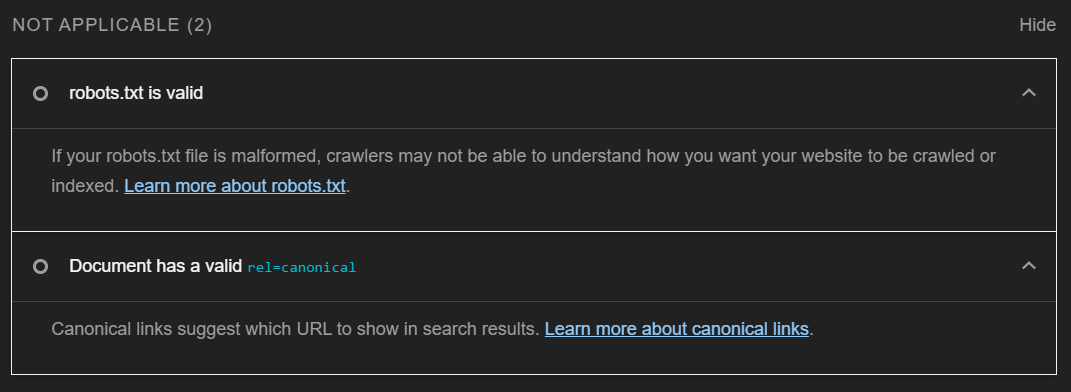 NOT APPLICABLE (2)
Hide
robots.txt is valid
If your robots.txt file is malformed, crawlers may not be able to understand how you want your website to be crawled or
indexed. Learn more about robots.txt.
Document has a valid rel=canonical
Canonical links suggest which URL to show in search results. Learn more about canonical links.